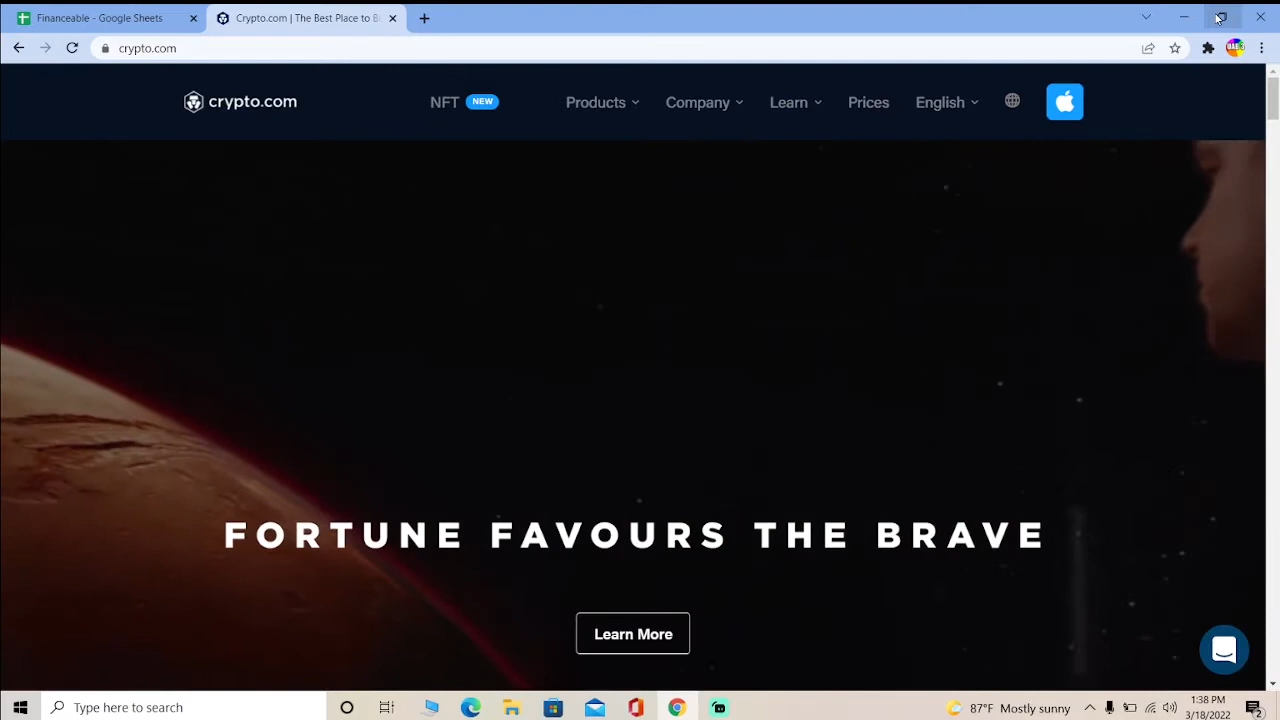 Financeable - Google Sheets
Crypto.com | The Best Place to B
crypto.com
crypto.com
NFT NEW Products Company Learn Prices English
FORTUNE FAVOURS THE BRAVE
Learn More
Type here to search
87°F Mostly sunny
1:38 PM
3/18/2022
2